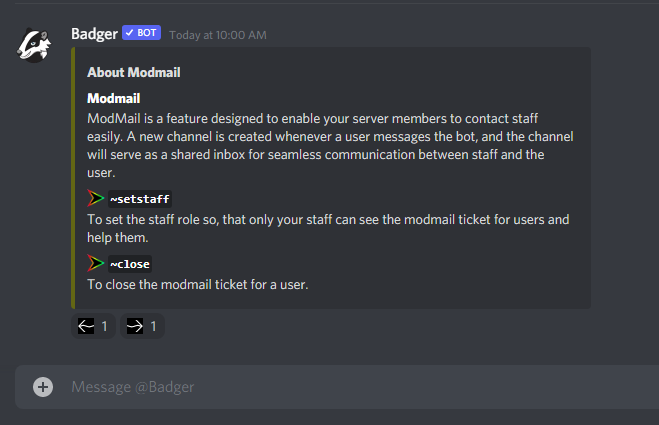 Badger ✓ BOT Today at 10:00 AM
About Modmail
Modmail
ModMail is a feature designed to enable your server members to contact staff
easily. A new channel is created whenever a user messages the bot, and the channel
will serve as a shared inbox for seamless communication between staff and the
user.
~setstaff
To set the staff role so, that only your staff can see the modmail ticket for users and
help them.
~close
To close the modmail ticket for a user.
1 1
Message @Badger